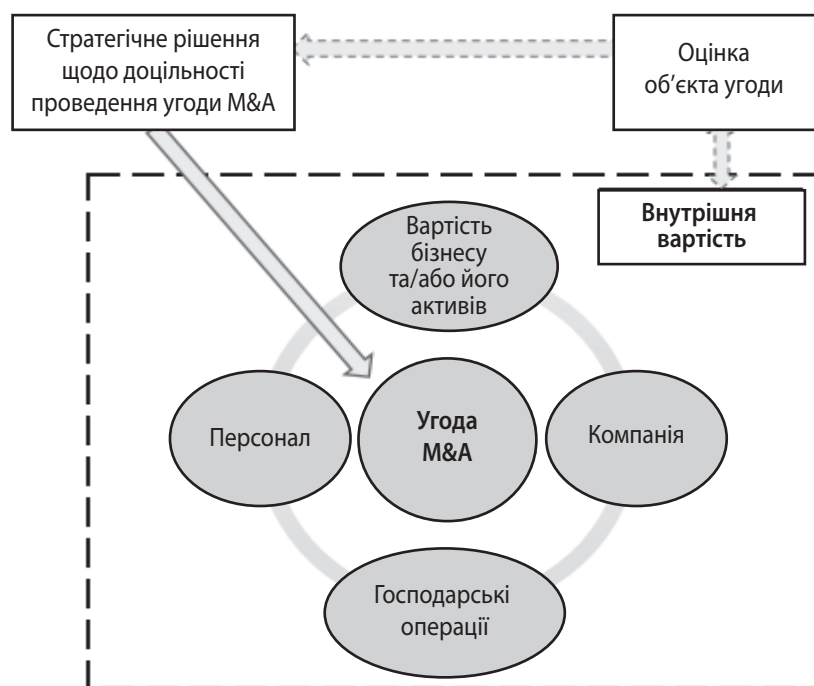 Стратегічне рішення
щодо доцільності
проведення угоди M&A
Оцінка
об’єкта угоди
Внутрішня
вартість
Вартість
бізнесу
та/або його
активів
Персонал
Угода
M&A
Компанія
Господарські
операції